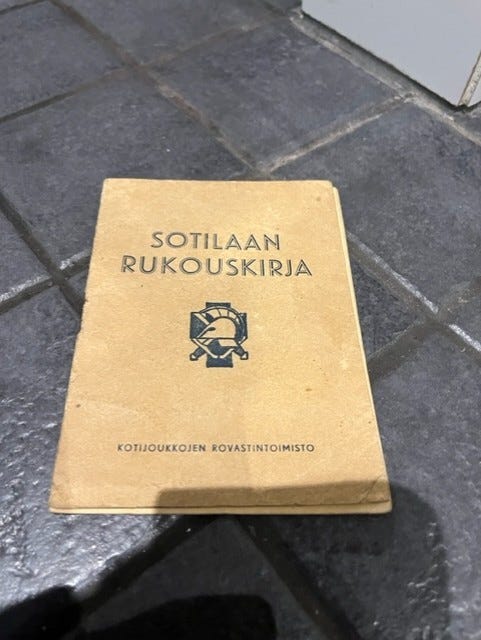 SOTILAAN
RUKOUSKIRJA
KOTIJOUKKOJEN ROVASTINTOIMISTO